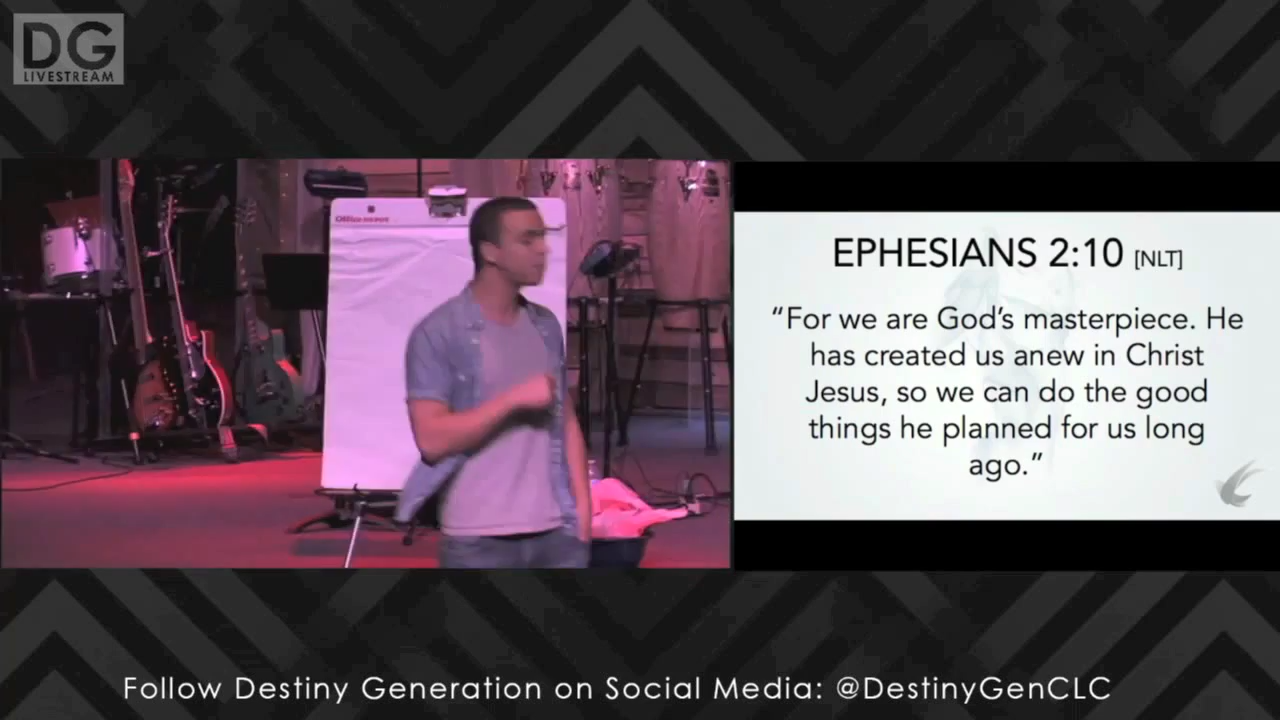 DG
LIVESTREAM
Office DEPOT
EPHESIANS 2:10 [NLT]
“For we are God’s masterpiece. He
has created us anew in Christ
Jesus, so we can do the good
things he planned for us long
ago.”
Follow Destiny Generation on Social Media: @DestinyGenCLC